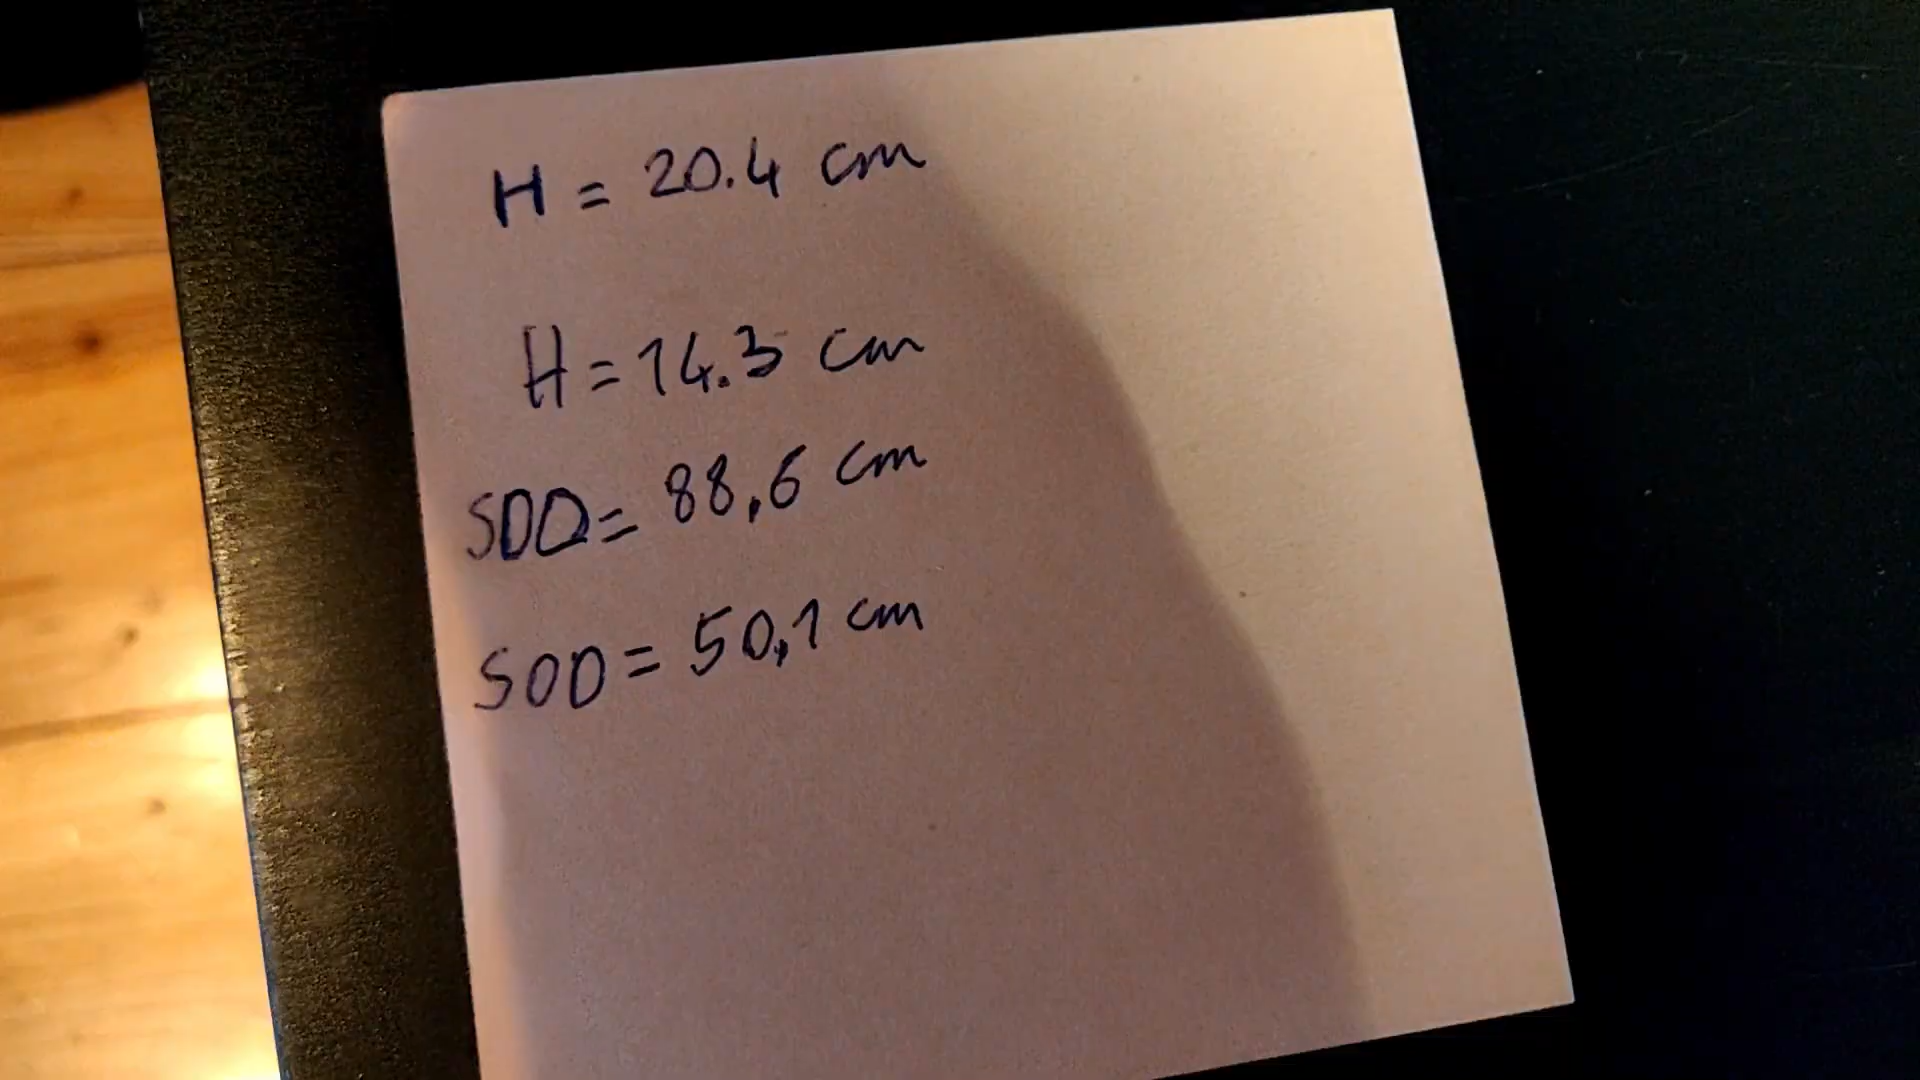 H = 20.4 cm
H = 14.3 cm
SDD = 88,6 cm
SOD = 50,1 cm